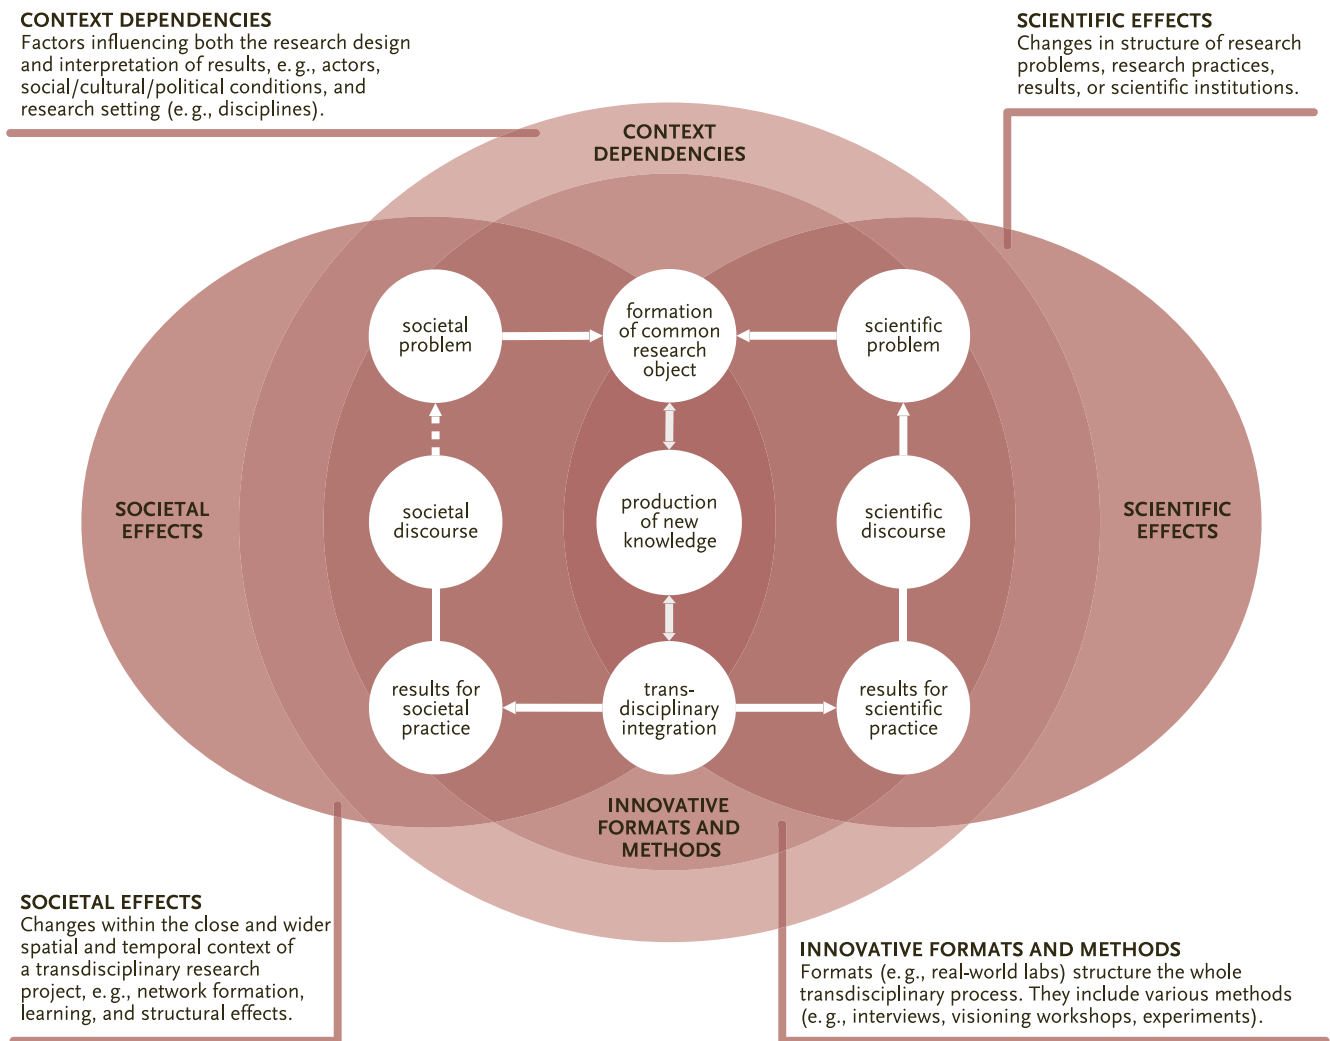 CONTEXT DEPENDENCIES
Factors influencing both the research design
and interpretation of results, e. g., actors,
social/cultural/political conditions, and
research setting (e. g., disciplines).
SCIENTIFIC EFFECTS
Changes in structure of research
problems, research practices,
results, or scientific institutions.
CONTEXT
DEPENDENCIES
societal
problem
formation
of common
research
object
scientific
problem
SOCIETAL
EFFECTS
societal
discourse
production
of new
knowledge
scientific
discourse
SCIENTIFIC
EFFECTS
results for
societal
practice
trans-
disciplinary
integration
results for
scientific
practice
INNOVATIVE
FORMATS AND
METHODS
SOCIETAL EFFECTS
Changes within the close and wider
spatial and temporal context of
a transdisciplinary research
project, e. g., network formation,
learning, and structural effects.
INNOVATIVE FORMATS AND METHODS
Formats (e. g., real-world labs) structure the whole
transdisciplinary process. They include various methods
(e. g., interviews, visioning workshops, experiments).